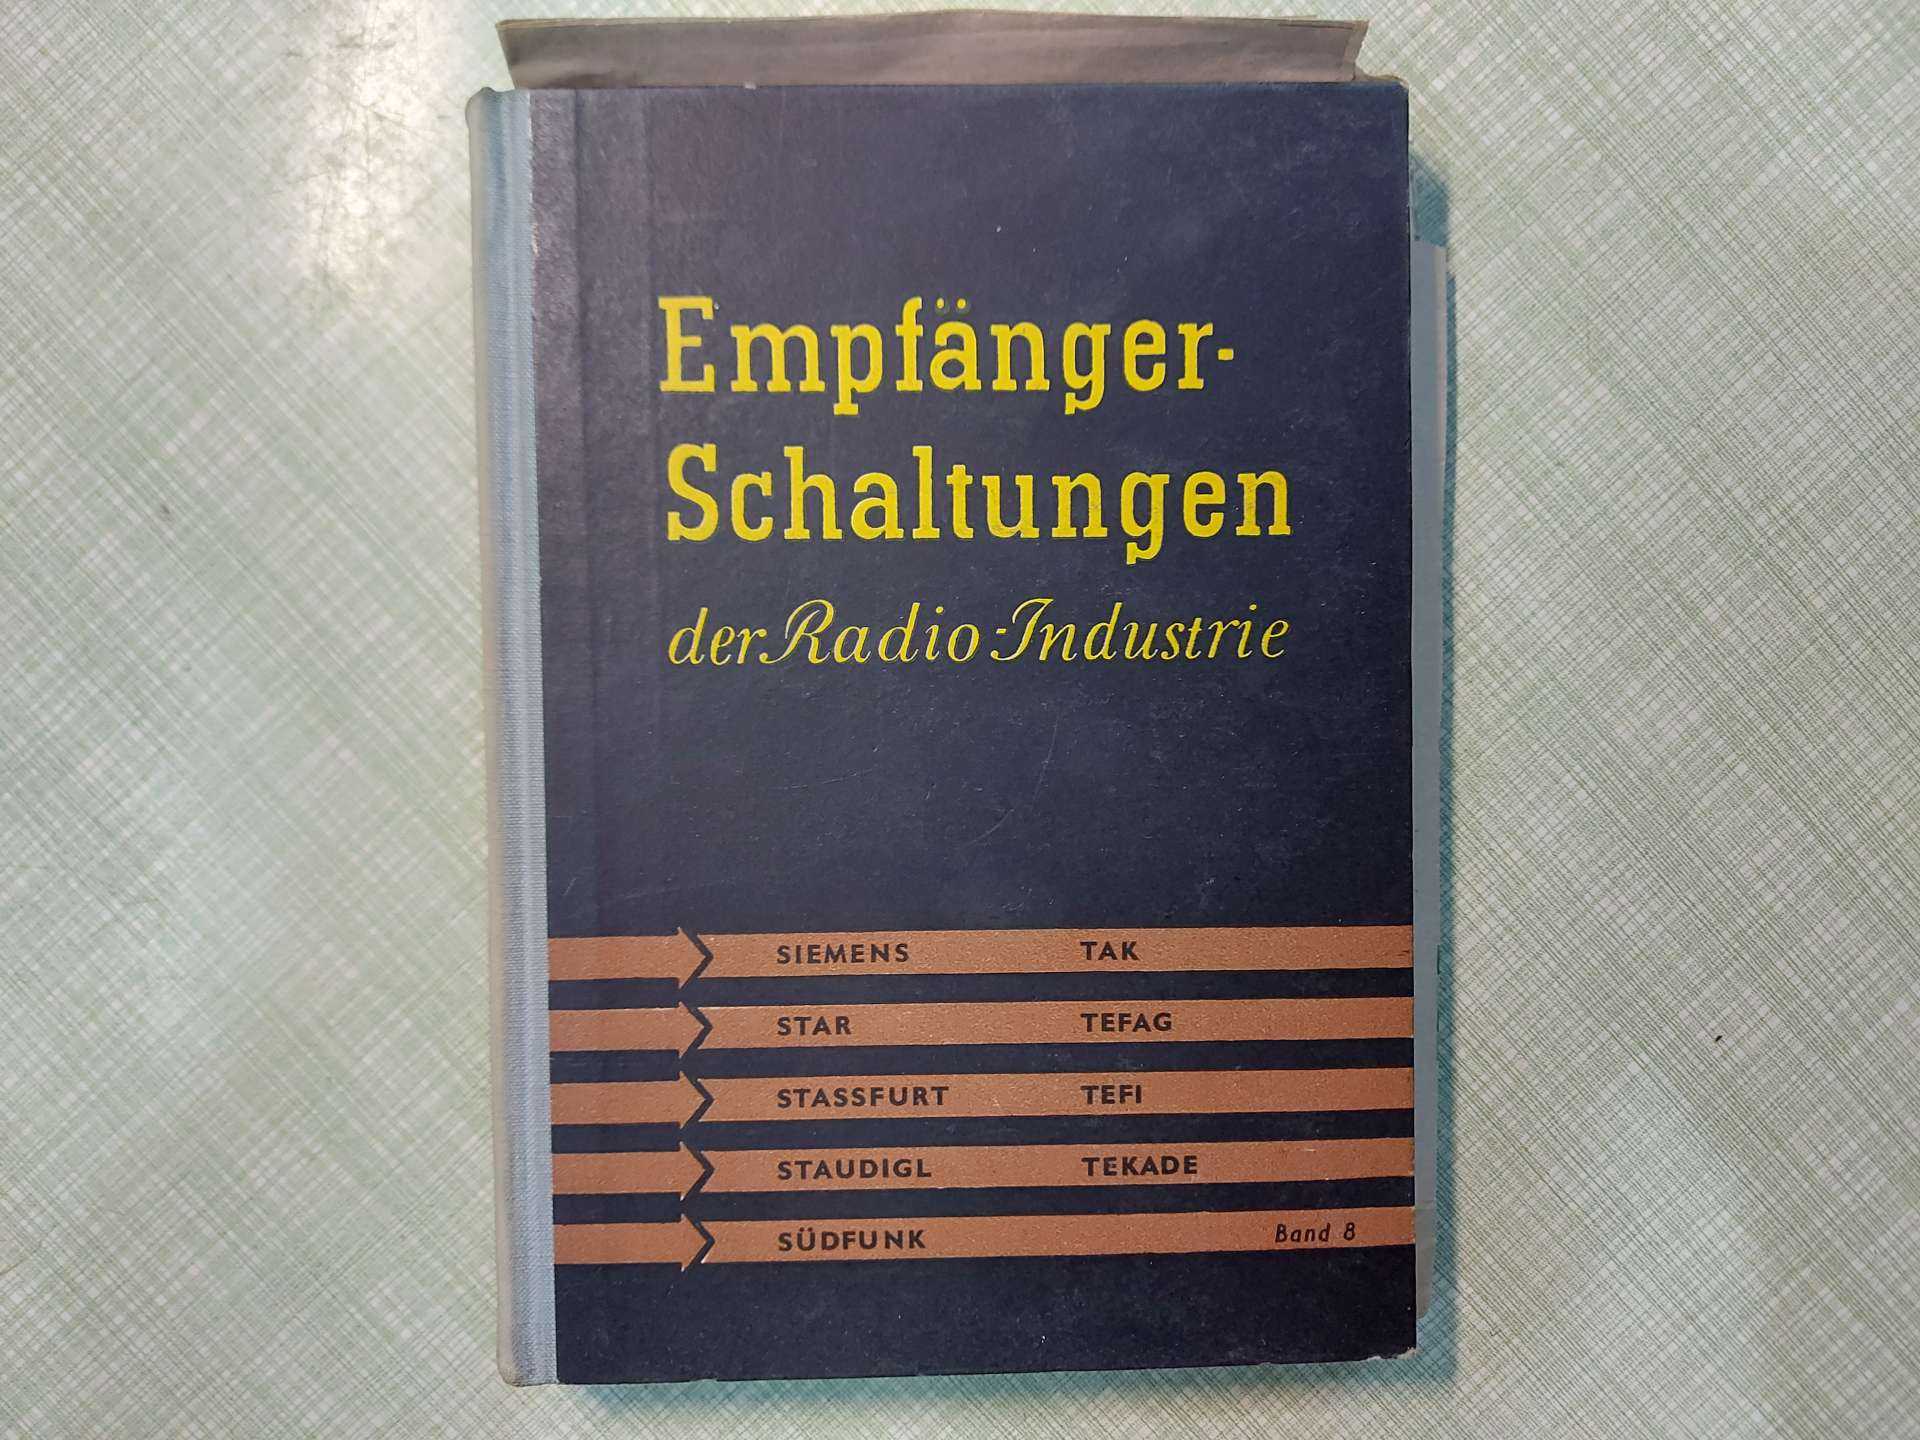 Empfänger-
Schaltungen
der Radio-Industrie
SIEMENS TAK
STAR TEFAG
STASSFURT TEFI
STAUDIGL TEKADE
SÜDFUNK Band 8